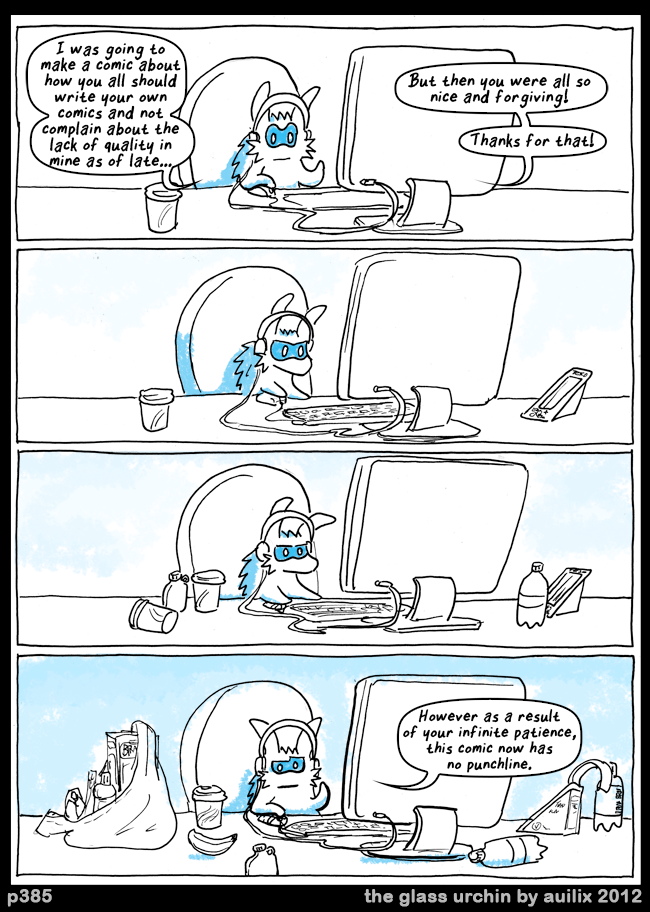 I was going to
make a comic about
how you all should
write your own
comics and not
complain about the
lack of quality in
mine as of late...
But then you were all so
nice and forgiving!
Thanks for that!
However as a result
of your infinite patience,
this comic now has
no punchline.
p385
the glass urchin by auilix 2012